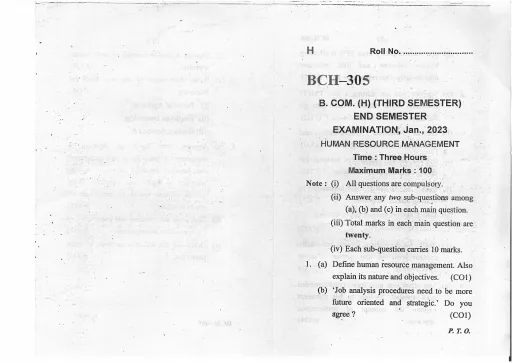 H Roll No. ..............................
BCH–305
B. COM. (H) (THIRD SEMESTER)
END SEMESTER
EXAMINATION, Jan., 2023
HUMAN RESOURCE MANAGEMENT
Time : Three Hours
Maximum Marks : 100
Note : (i) All questions are compulsory.
(ii) Answer any two sub-questions among
(a), (b) and (c) in each main question.
(iii) Total marks in each main question are
twenty.
(iv) Each sub-question carries 10 marks.
1. (a) Define human resource management. Also
explain its nature and objectives. (CO1)
(b) ‘Job analysis procedures need to be more
future oriented and strategic.’ Do you
agree ? (CO1)
P. T. O.